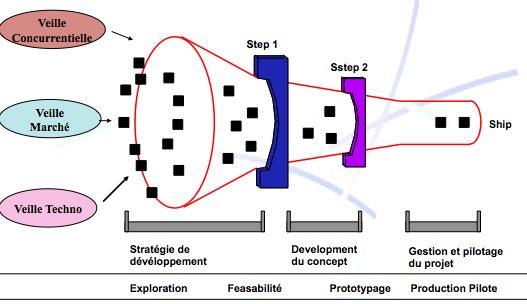 Veille
Concurrentielle
Step 1
Sstep 2
Veille
Marché
Ship
Veille Techno
Stratégie de
dévéloppement
Development
du concept
Gestion et pilotage
du projet
Exploration
Feasabilité
Prototypage
Production Pilote